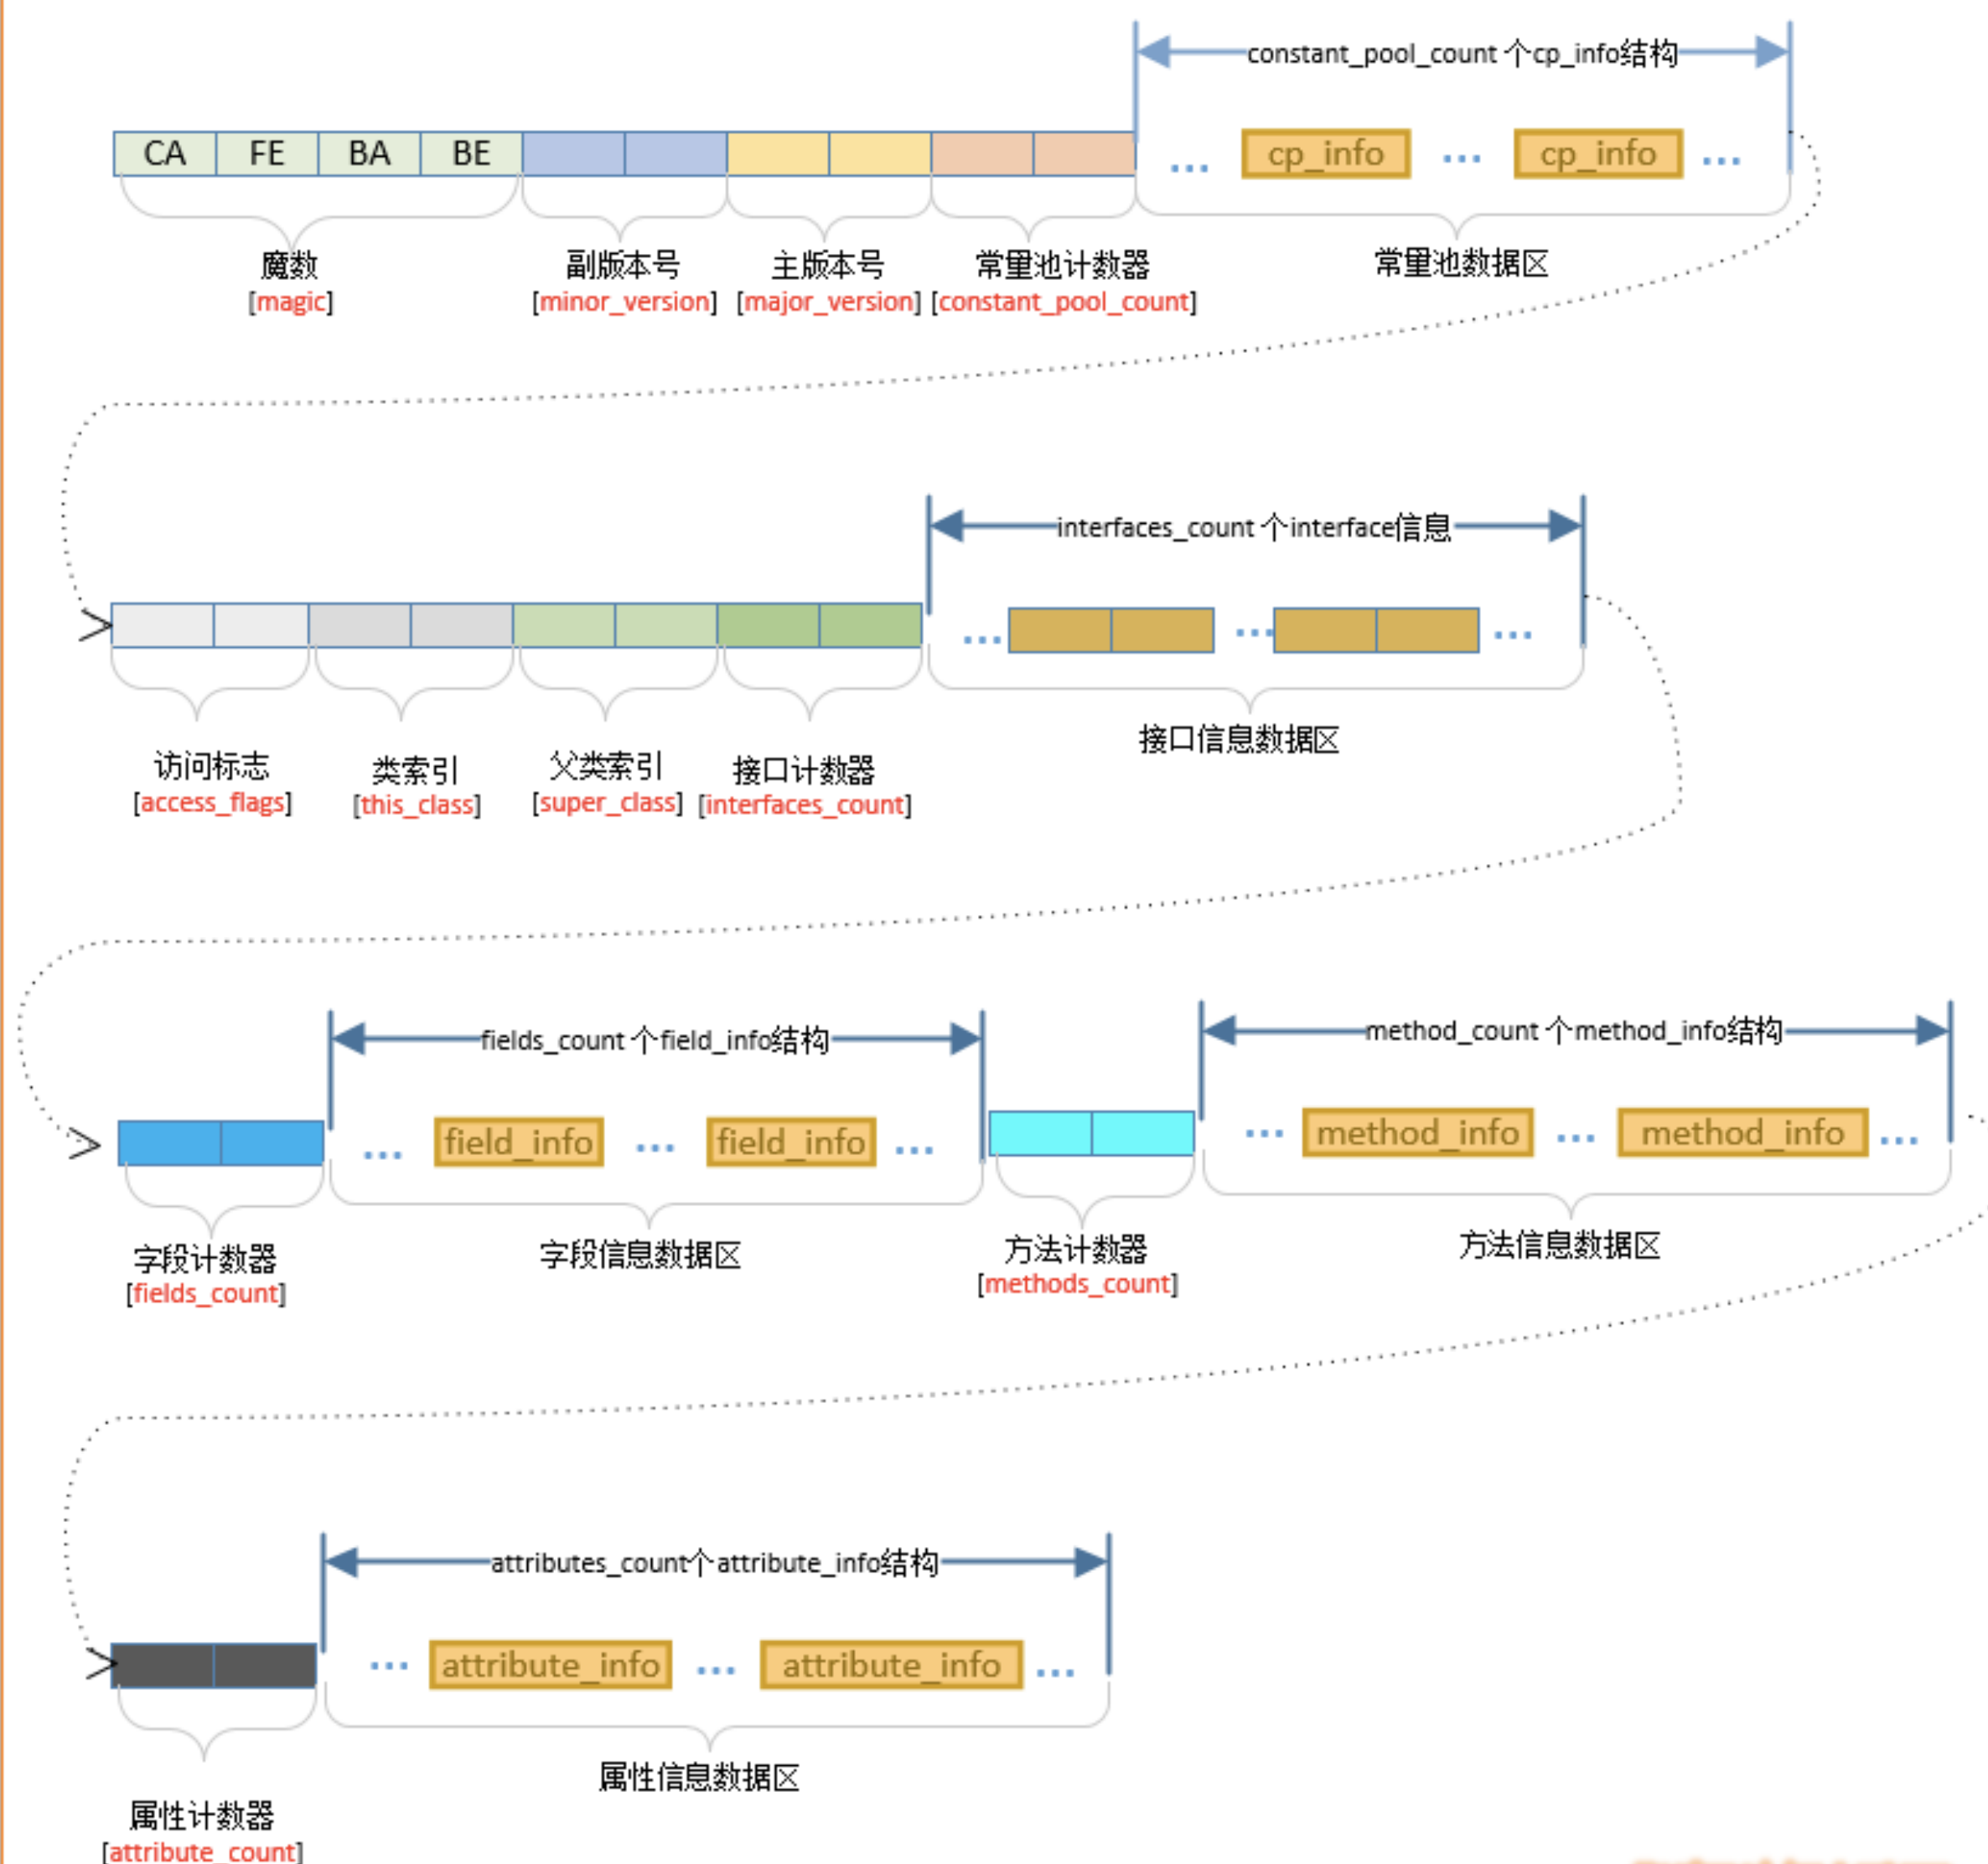 constant_pool_count 个cp_info结构
CA FE BA BE ... cp_info ... cp_info ...
魔数 副版本号 主版本号 常量池计数器 常量池数据区
[magic] [minor_version] [major_version] [constant_pool_count]
interfaces_count 个interface信息
... ... ...
接口信息数据区
访问标志 类索引 父类索引 接口计数器
[access_flags] [this_class] [super_class] [interfaces_count]
fields_count 个field_info结构 method_count 个method_info结构
... field_info ... field_info ... ... method_info ... method_info ...
字段计数器 字段信息数据区 方法计数器 方法信息数据区
[fields_count] [methods_count]
attributes_count个attribute_info结构
... attribute_info ... attribute_info ...
属性信息数据区
属性计数器
[attribute_count]